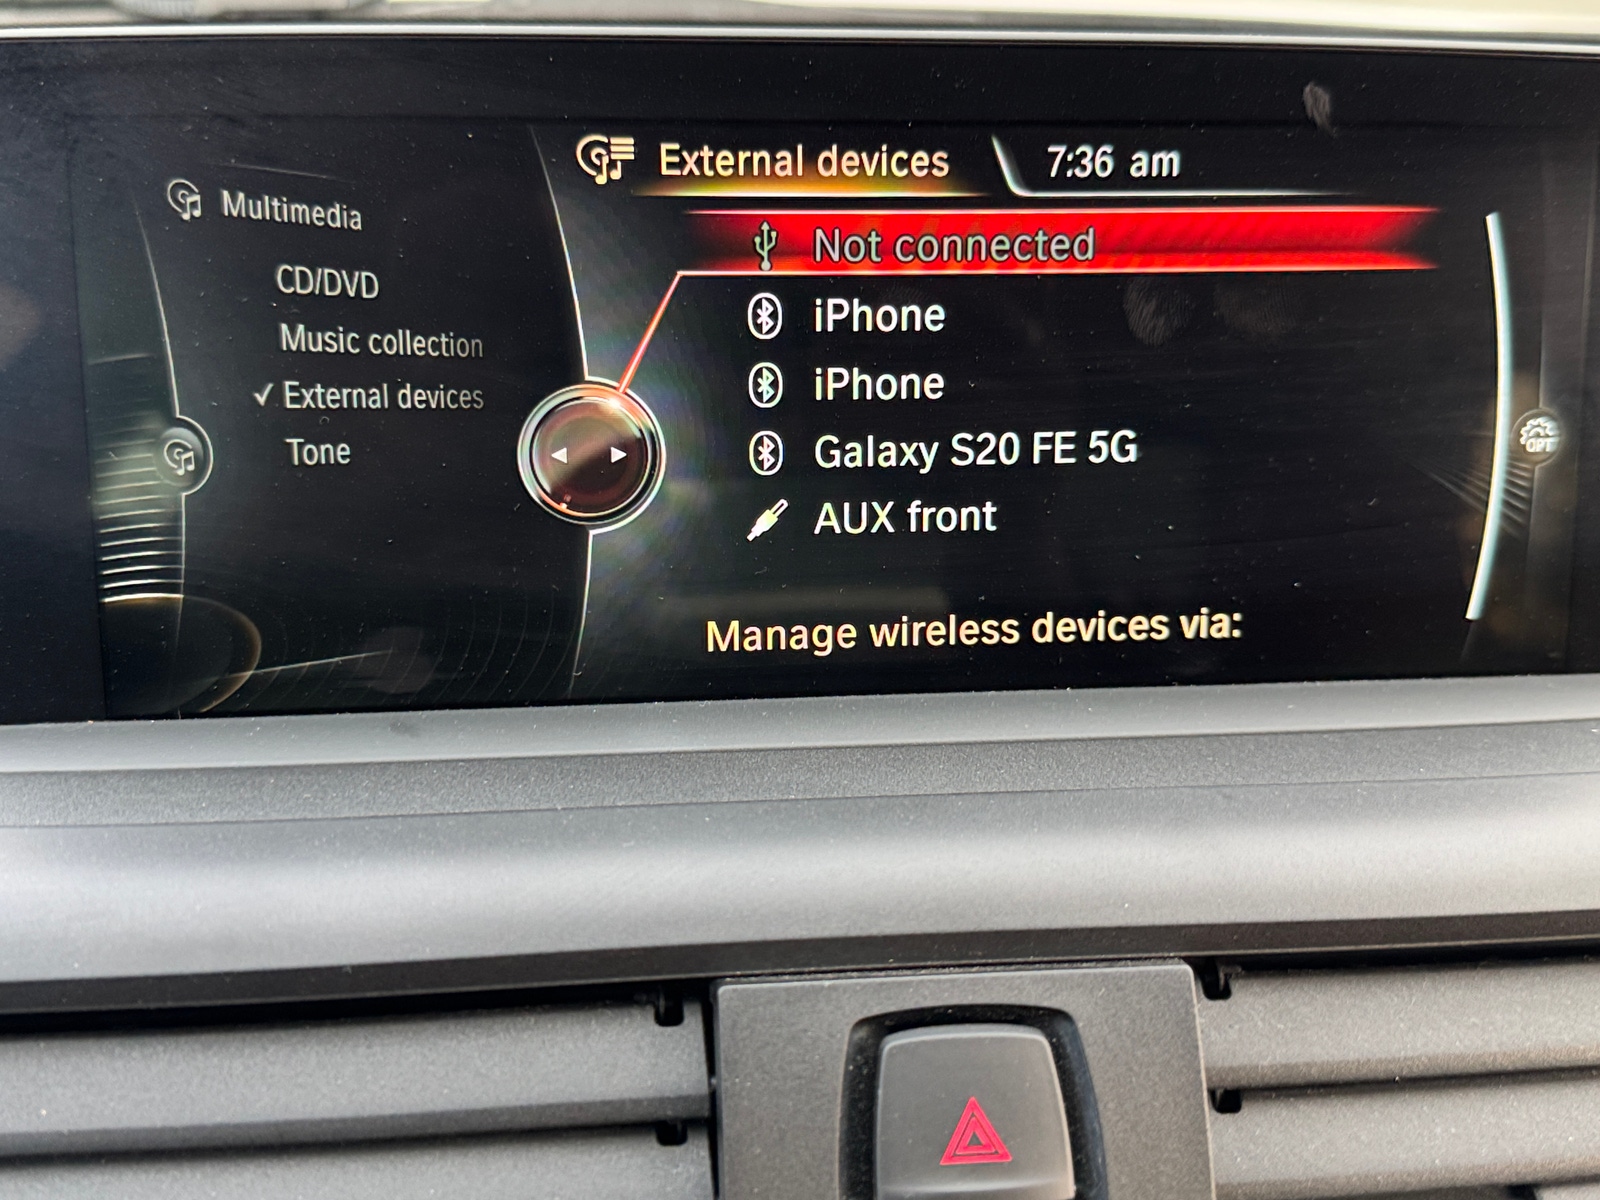 External devices
7:36 am
Multimedia
CD/DVD
Music collection
✓ External devices
Tone
Not connected
iPhone
iPhone
Galaxy S20 FE 5G
AUX front
Manage wireless devices via:
OPT